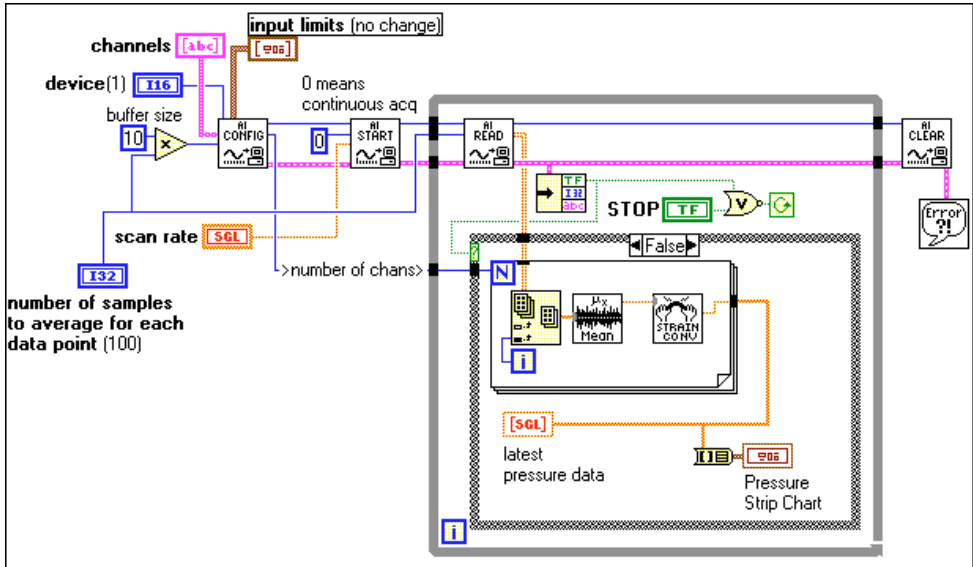 input limits (no change)
channels [abc]
device(1) I16
buffer size
10
x
AI
CONFIG
0 means
continuous acq
0
AI
START
AI
READ
AI
CLEAR
TF
I32
abc
STOP TF
V
Error
?!
scan rate SGL
>number of chans>
I32
number of samples
to average for each
data point (100)
?
False
N
i
μx
Mean
STRAIN
CONV
[SGL]
latest
pressure data
Pressure
Strip Chart
i